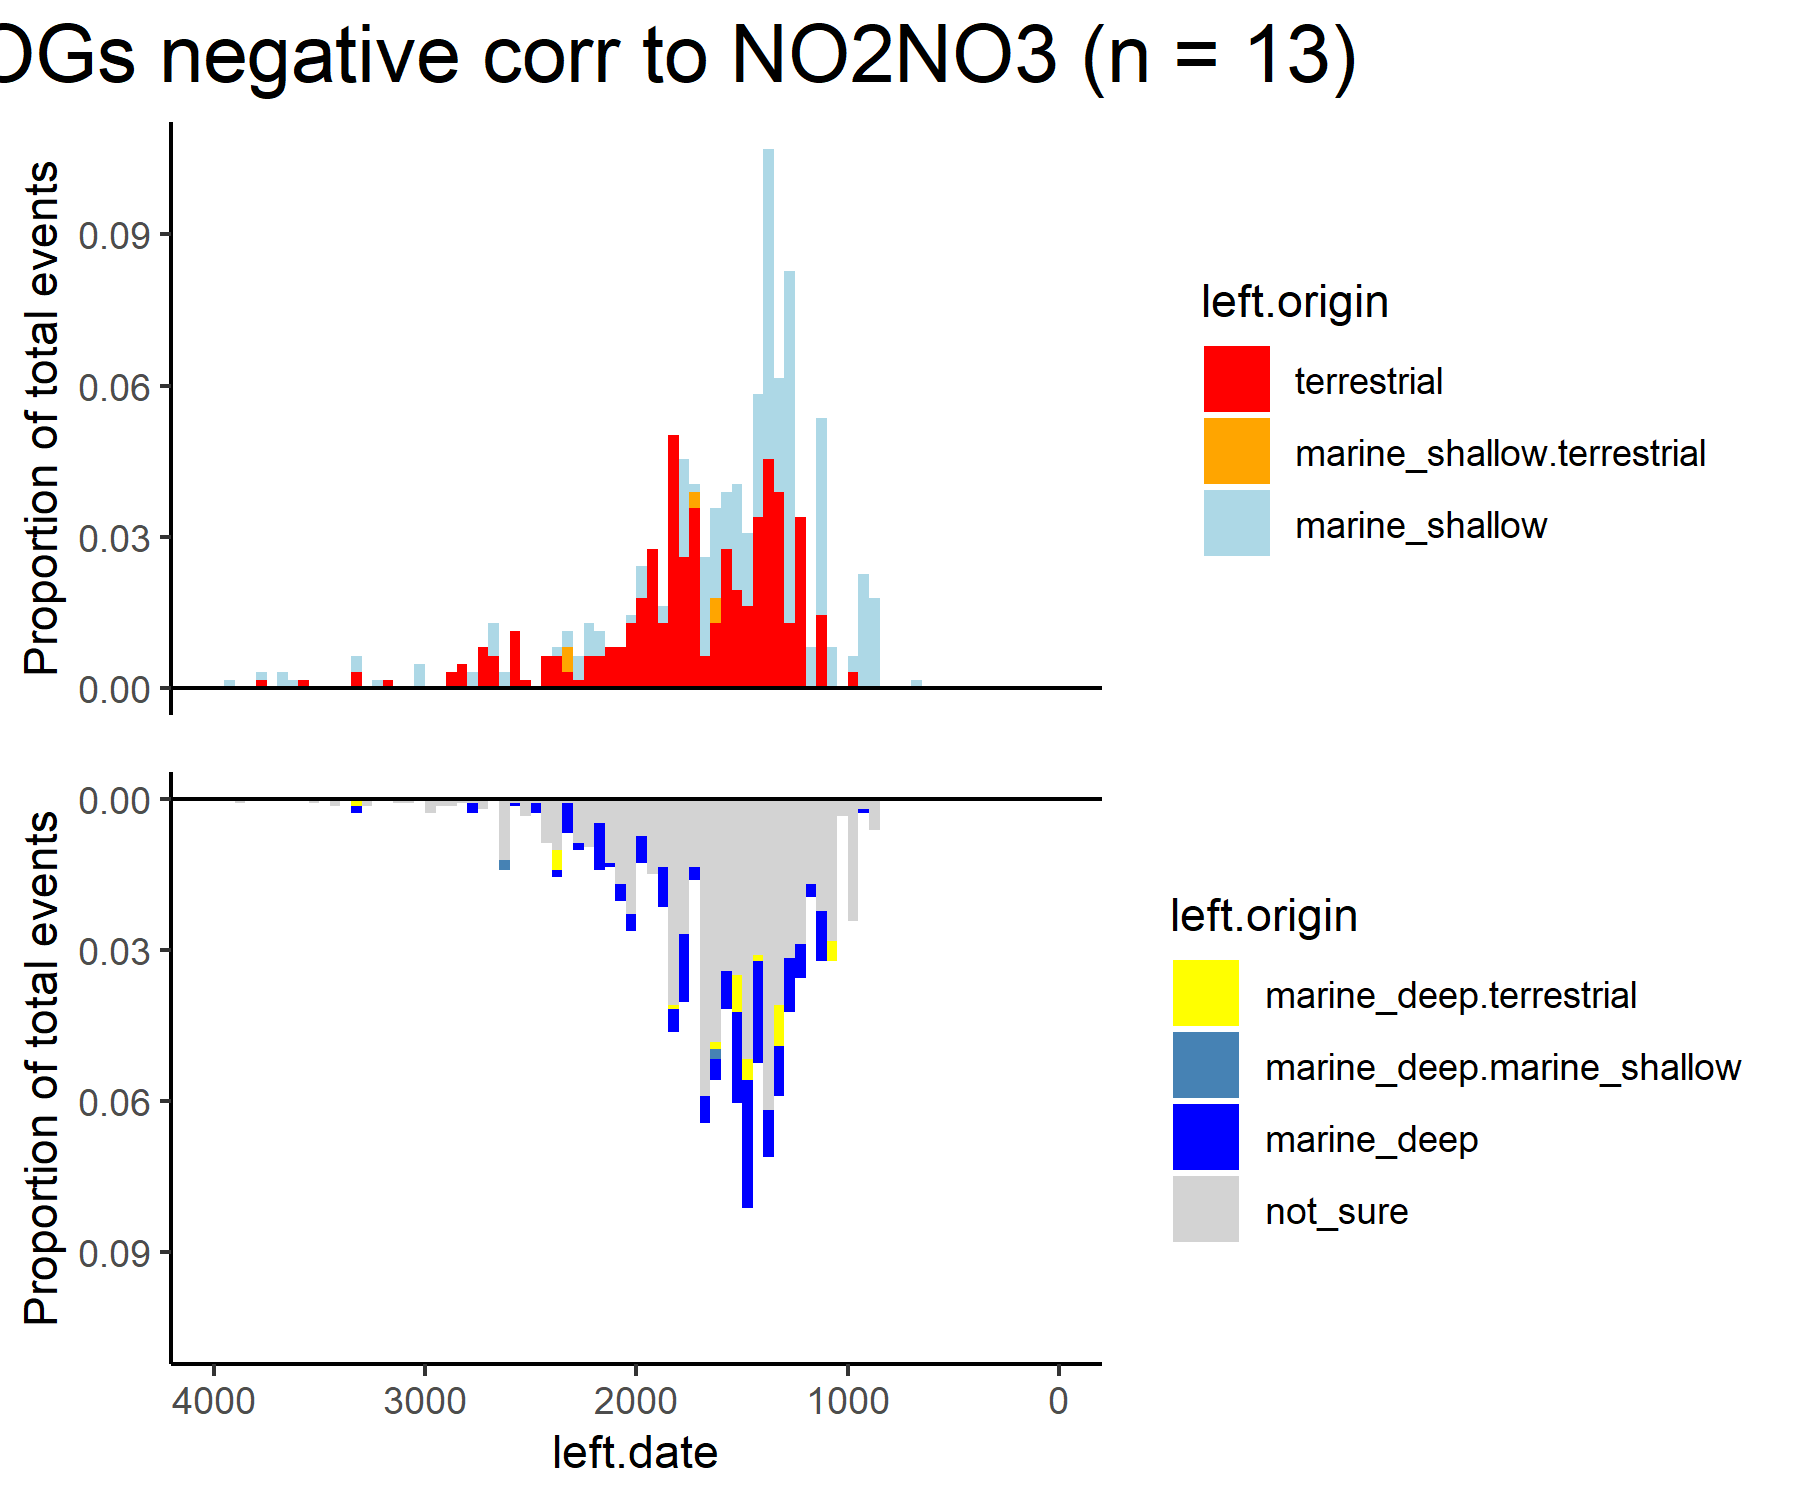 OGs negative corr to NO2NO3 (n = 13)
Proportion of total events
0.09
0.06
0.03
0.00
left.origin
terrestrial
marine_shallow.terrestrial
marine_shallow
Proportion of total events
0.00
0.03
0.06
0.09
left.origin
marine_deep.terrestrial
marine_deep.marine_shallow
marine_deep
not_sure
4000 3000 2000 1000 0
left.date